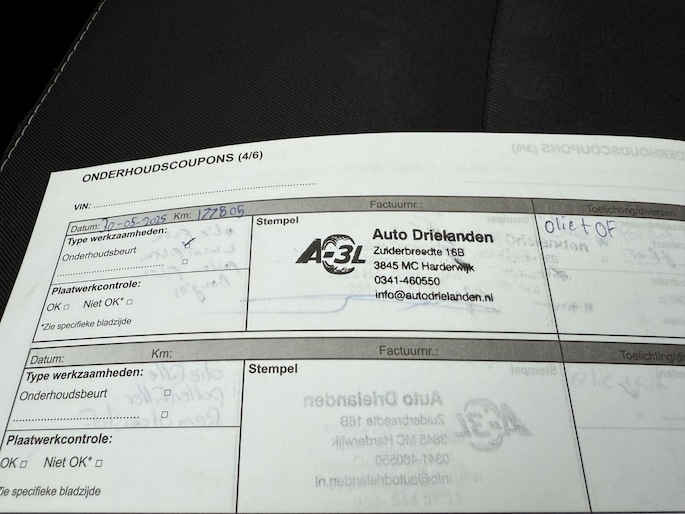 ONDERHOUDSCOUPONS (4/6)
VIN:
Datum: 20-05-2025 Km: 122805 Factuurnr.: Toelichting/diversen
Type werkzaamheden:
Onderhoudsbeurt
Plaatwerkcontrole:
OK □ Niet OK* □
*Zie specifieke bladzijde
Stempel
A-3L
Auto Drielanden
Zuiderbreedte 16B
3845 MC Harderwijk
0341-460550
info@autodrielanden.nl
olie + OF
Datum: Km: Factuurnr.: Toelichting/
Type werkzaamheden:
Onderhoudsbeurt □
Plaatwerkcontrole:
OK □ Niet OK* □
Zie specifieke bladzijde
Stempel